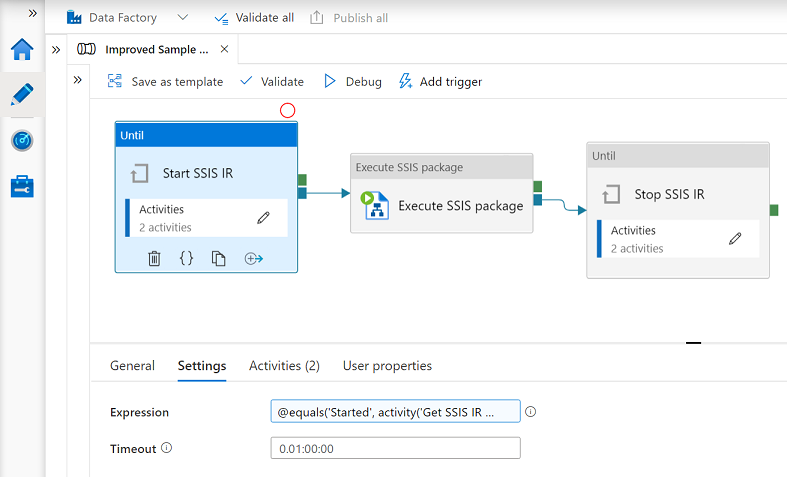 Data Factory
Validate all
Publish all
Improved Sample ...
Save as template
Validate
Debug
Add trigger
Until
Start SSIS IR
Activities
2 activities
Execute SSIS package
Execute SSIS package
Until
Stop SSIS IR
Activities
2 activities
General
Settings
Activities (2)
User properties
Expression
@equals('Started', activity('Get SSIS IR ...
Timeout
0.01:00:00